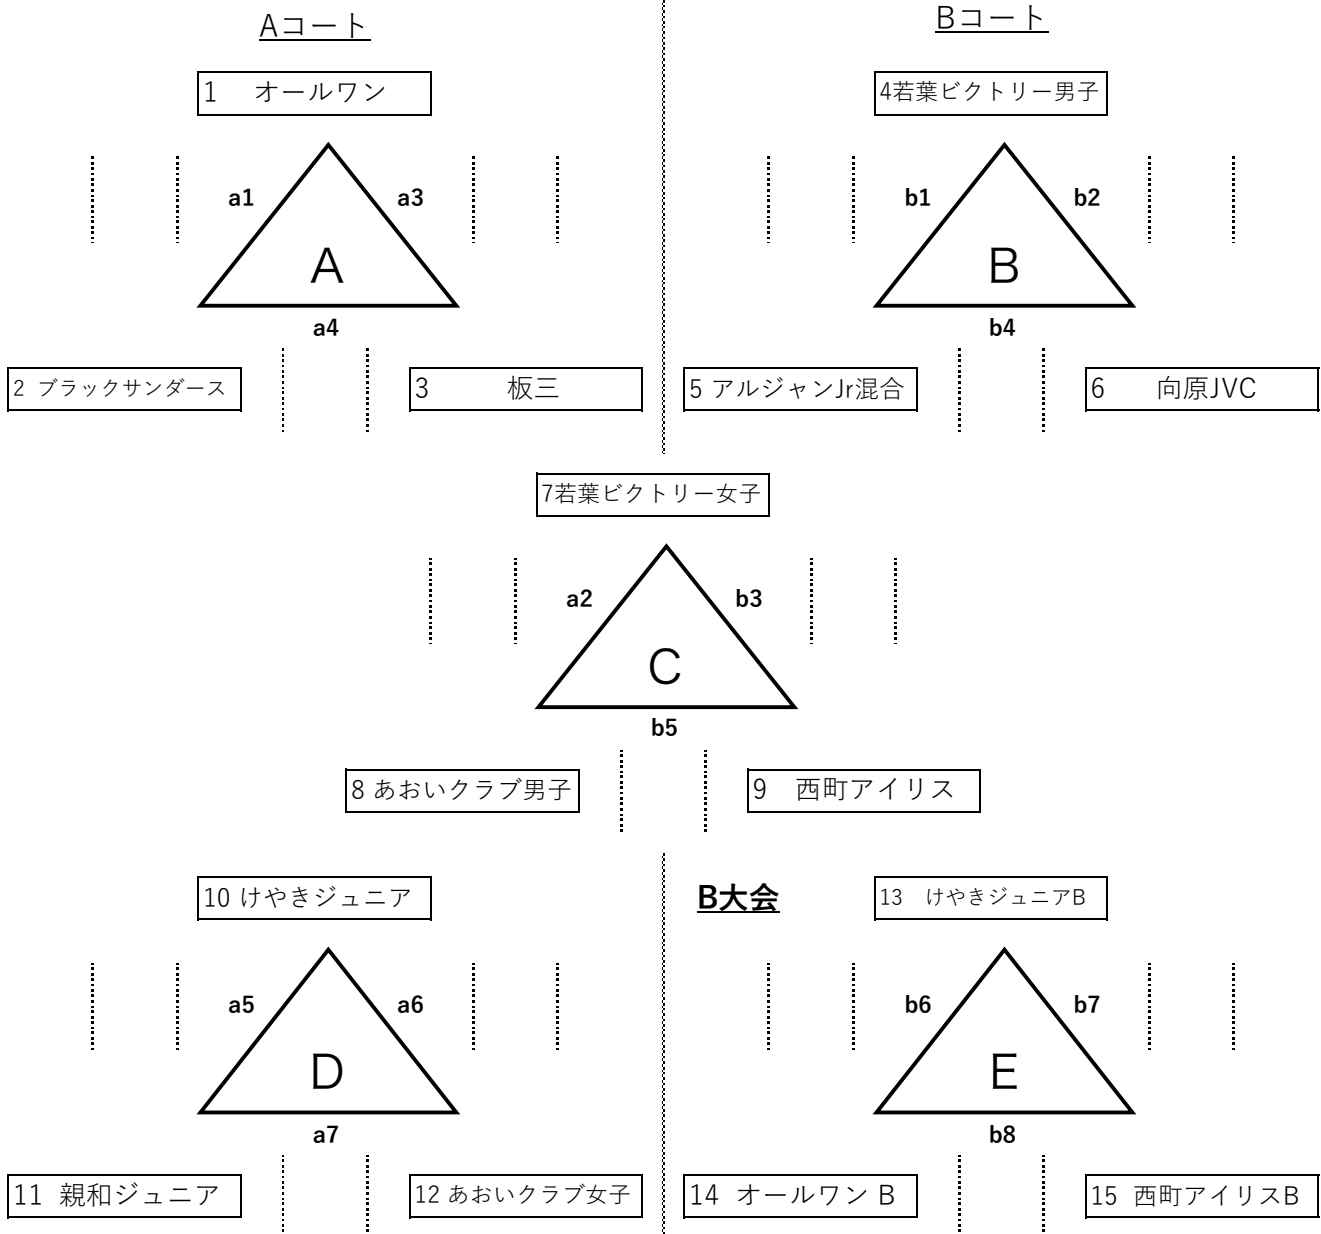 Aコート
Bコート
1 オールワン
4若葉ビクトリー男子
a1
a3
b1
b2
A
B
a4
b4
2 ブラックサンダース
3 板三
5 アルジャンJr混合
6 向原JVC
7若葉ビクトリー女子
a2
b3
C
b5
8 あおいクラブ男子
9 西町アイリス
10 けやきジュニア
B大会
13 けやきジュニアB
a5
a6
b6
b7
D
E
a7
b8
11 親和ジュニア
12 あおいクラブ女子
14 オールワン B
15 西町アイリスB